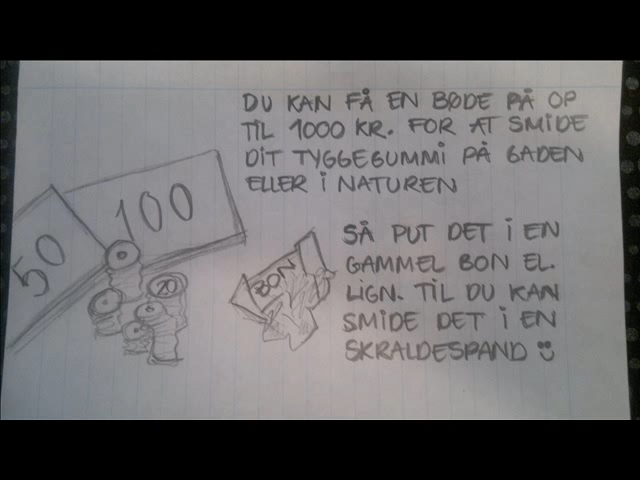 DU KAN FÅ EN BØDE PÅ OP
TIL 1000 KR. FOR AT SMIDE
DIT TYGGEGUMMI PÅ GADEN
ELLER I NATUREN
50
100
20
BON
SÅ PUT DET I EN
GAMMEL BON EL.
LIGN. TIL DU KAN
SMIDE DET I EN
SKRALDESPAND